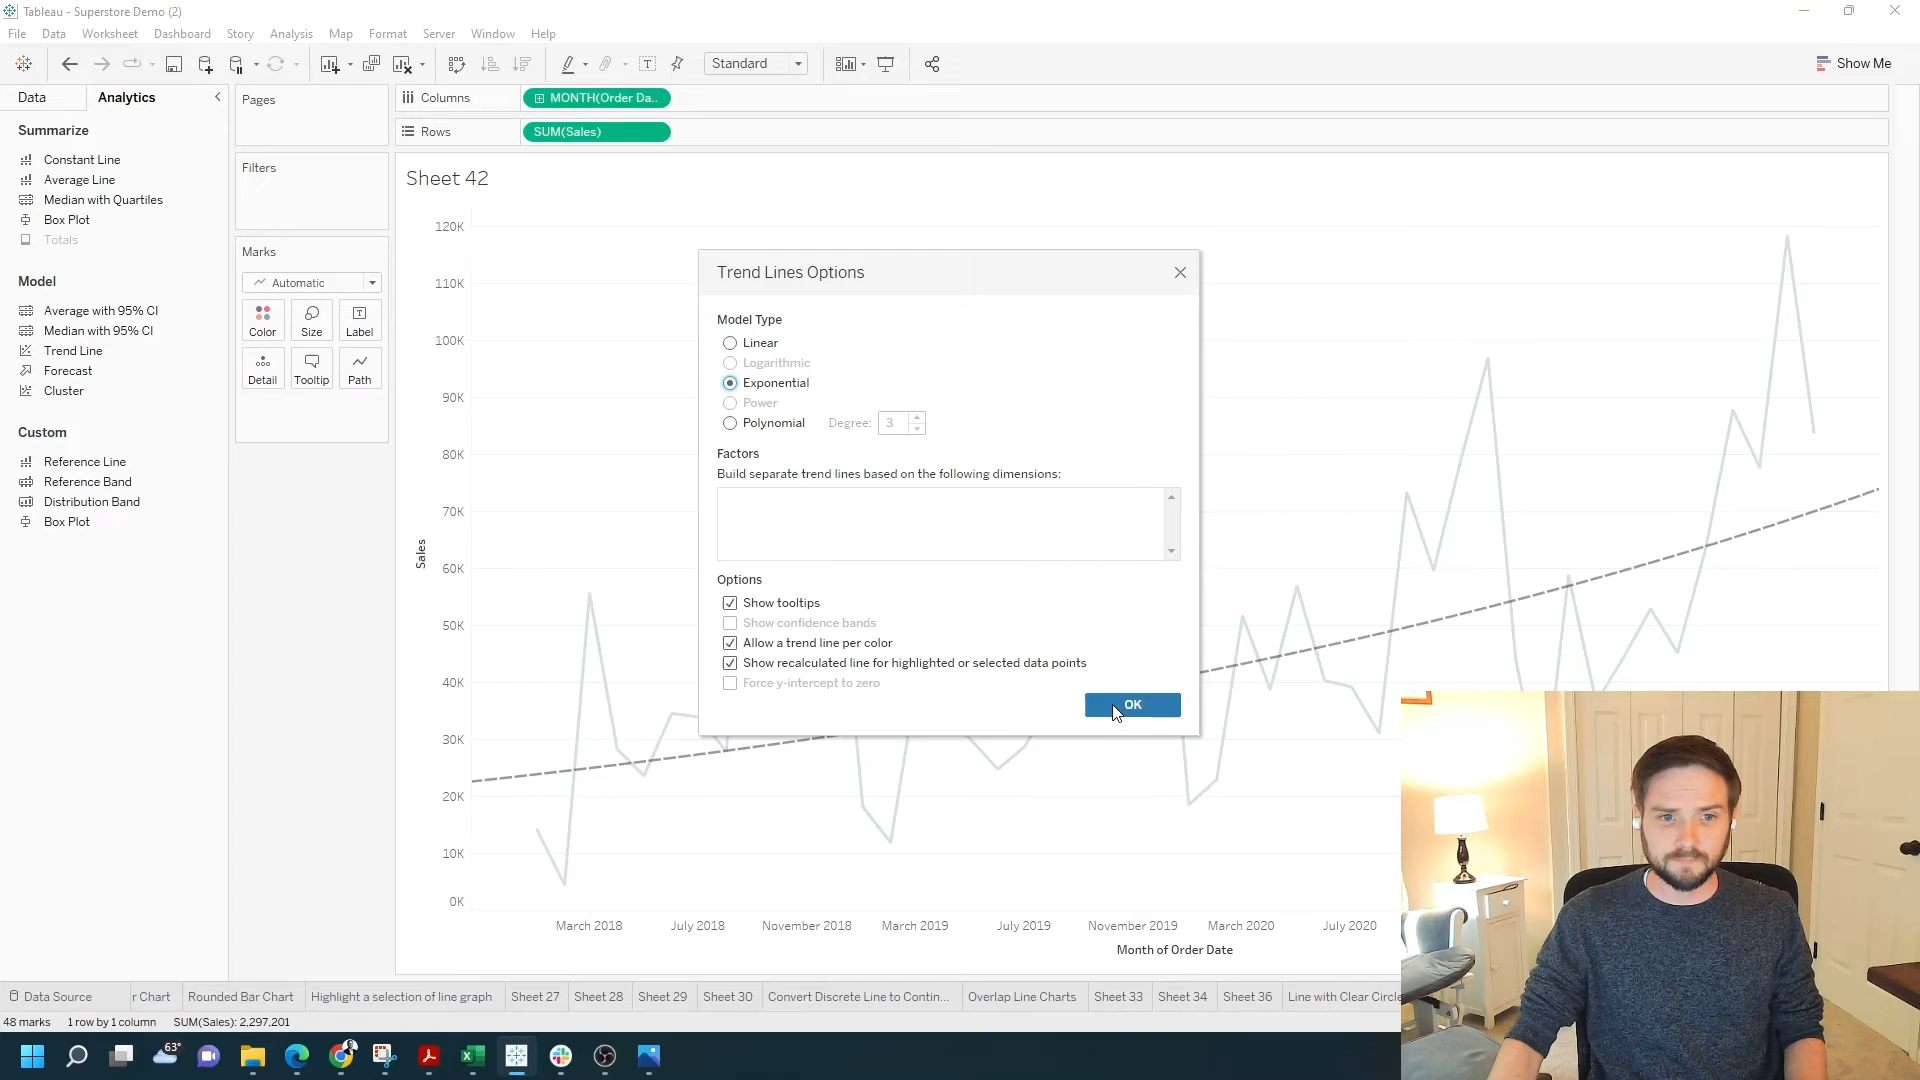 Tableau - Superstore Demo (2)
File Data Worksheet Dashboard Story Analysis Map Format Server Window Help
Standard
Show Me
Data Analytics
Summarize
Constant Line
Average Line
Median with Quartiles
Box Plot
Totals
Model
Average with 95% CI
Median with 95% CI
Trend Line
Forecast
Cluster
Custom
Reference Line
Reference Band
Distribution Band
Box Plot
Pages
Filters
Marks
Automatic
Color Size Label
Detail Tooltip Path
Columns MONTH(Order Da..
Rows SUM(Sales)
Sheet 42
120K
110K
100K
90K
80K
70K
60K
50K
40K
30K
20K
10K
0K
Sales
March 2018 July 2018 November 2018 March 2019 July 2019 November 2019 March 2020 July 2020
Month of Order Date
Trend Lines Options
Model Type
Linear
Logarithmic
Exponential
Power
Polynomial Degree: 3
Factors
Build separate trend lines based on the following dimensions:
Options
Show tooltips
Show confidence bands
Allow a trend line per color
Show recalculated line for highlighted or selected data points
Force y-intercept to zero
OK
Data Source r Chart Rounded Bar Chart Highlight a selection of line graph Sheet 27 Sheet 28 Sheet 29 Sheet 30 Convert Discrete Line to Contin... Overlap Line Charts Sheet 33 Sheet 34 Sheet 36 Line with Clear Circle
48 marks 1 row by 1 column SUM(Sales): 2,297,201
63°